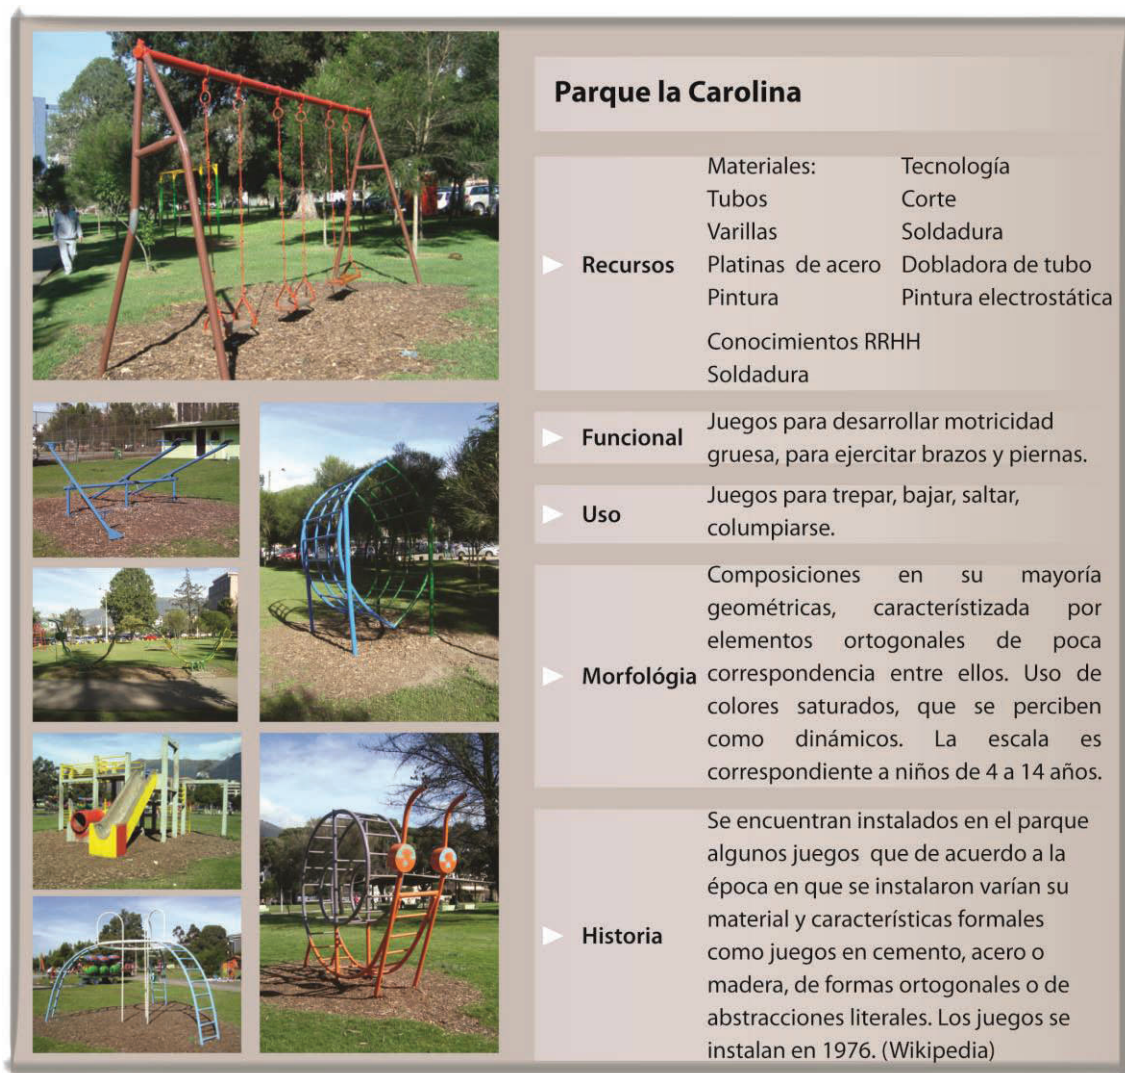 Parque la Carolina
Recursos
Materiales:
Tubos
Varillas
Platinas de acero
Pintura
Tecnología
Corte
Soldadura
Dobladora de tubo
Pintura electrostática
Conocimientos RRHH
Soldadura
Funcional
Juegos para desarrollar motricidad
gruesa, para ejercitar brazos y piernas.
Uso
Juegos para trepar, bajar, saltar,
columpiarse.
Morfológia
Composiciones en su mayoría
geométricas, característizada por
elementos ortogonales de poca
correspondencia entre ellos. Uso de
colores saturados, que se perciben
como dinámicos. La escala es
correspondiente a niños de 4 a 14 años.
Historia
Se encuentran instalados en el parque
algunos juegos que de acuerdo a la
época en que se instalaron varían su
material y características formales
como juegos en cemento, acero o
madera, de formas ortogonales o de
abstracciones literales. Los juegos se
instalan en 1976. (Wikipedia)